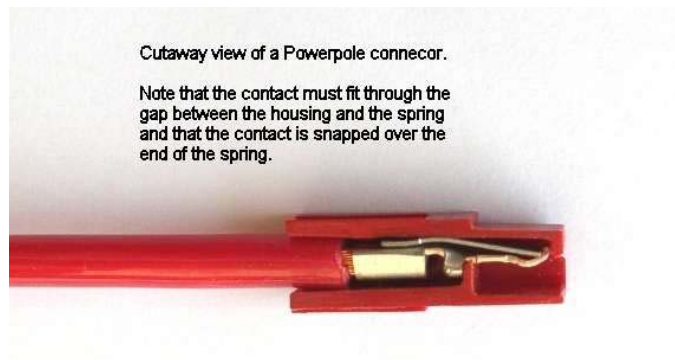 Cutaway view of a Powerpole connecor.
Note that the contact must fit through the
gap between the housing and the spring
and that the contact is snapped over the
end of the spring.